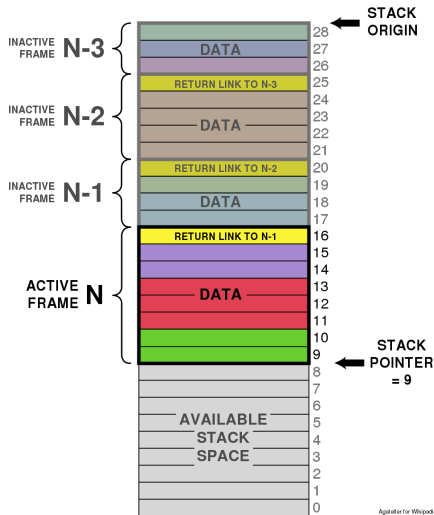 STACK
ORIGIN
28
INACTIVE
FRAME N-3
DATA
27
26
RETURN LINK TO N-3
25
24
INACTIVE
FRAME N-2
23
DATA
22
21
RETURN LINK TO N-2
20
19
INACTIVE
FRAME N-1
DATA
18
17
RETURN LINK TO N-1
16
15
14
ACTIVE
FRAME N
13
DATA
12
11
10
9
STACK
POINTER
= 9
8
7
6
AVAILABLE
STACK
SPACE
5
4
3
2
1
0
Agateller for Wikipedi